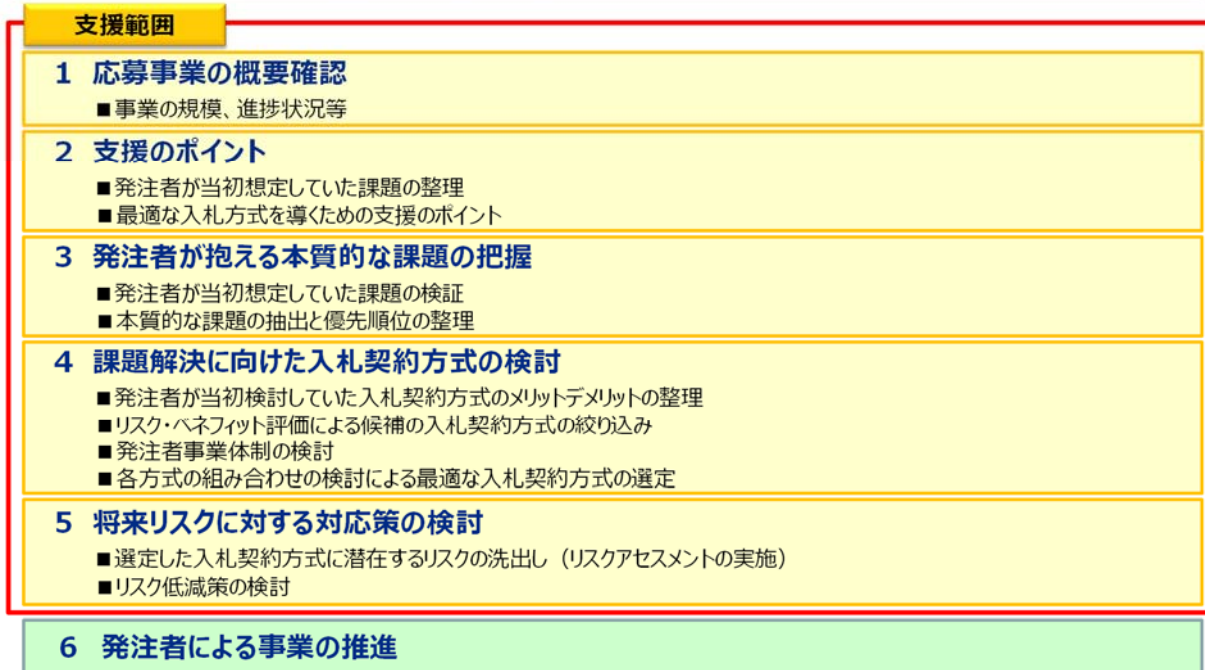 支援範囲
1 応募事業の概要確認
■事業の規模、進捗状況等
2 支援のポイント
■発注者が当初想定していた課題の整理
■最適な入札方式を導くための支援のポイント
3 発注者が抱える本質的な課題の把握
■発注者が当初想定していた課題の検証
■本質的な課題の抽出と優先順位の整理
4 課題解決に向けた入札契約方式の検討
■発注者が当初検討していた入札契約方式のメリットデメリットの整理
■リスク・ベネフィット評価による候補の入札契約方式の絞り込み
■発注者事業体制の検討
■各方式の組み合わせの検討による最適な入札契約方式の選定
5 将来リスクに対する対応策の検討
■選定した入札契約方式に潜在するリスクの洗出し（リスクアセスメントの実施）
■リスク低減策の検討
6 発注者による事業の推進